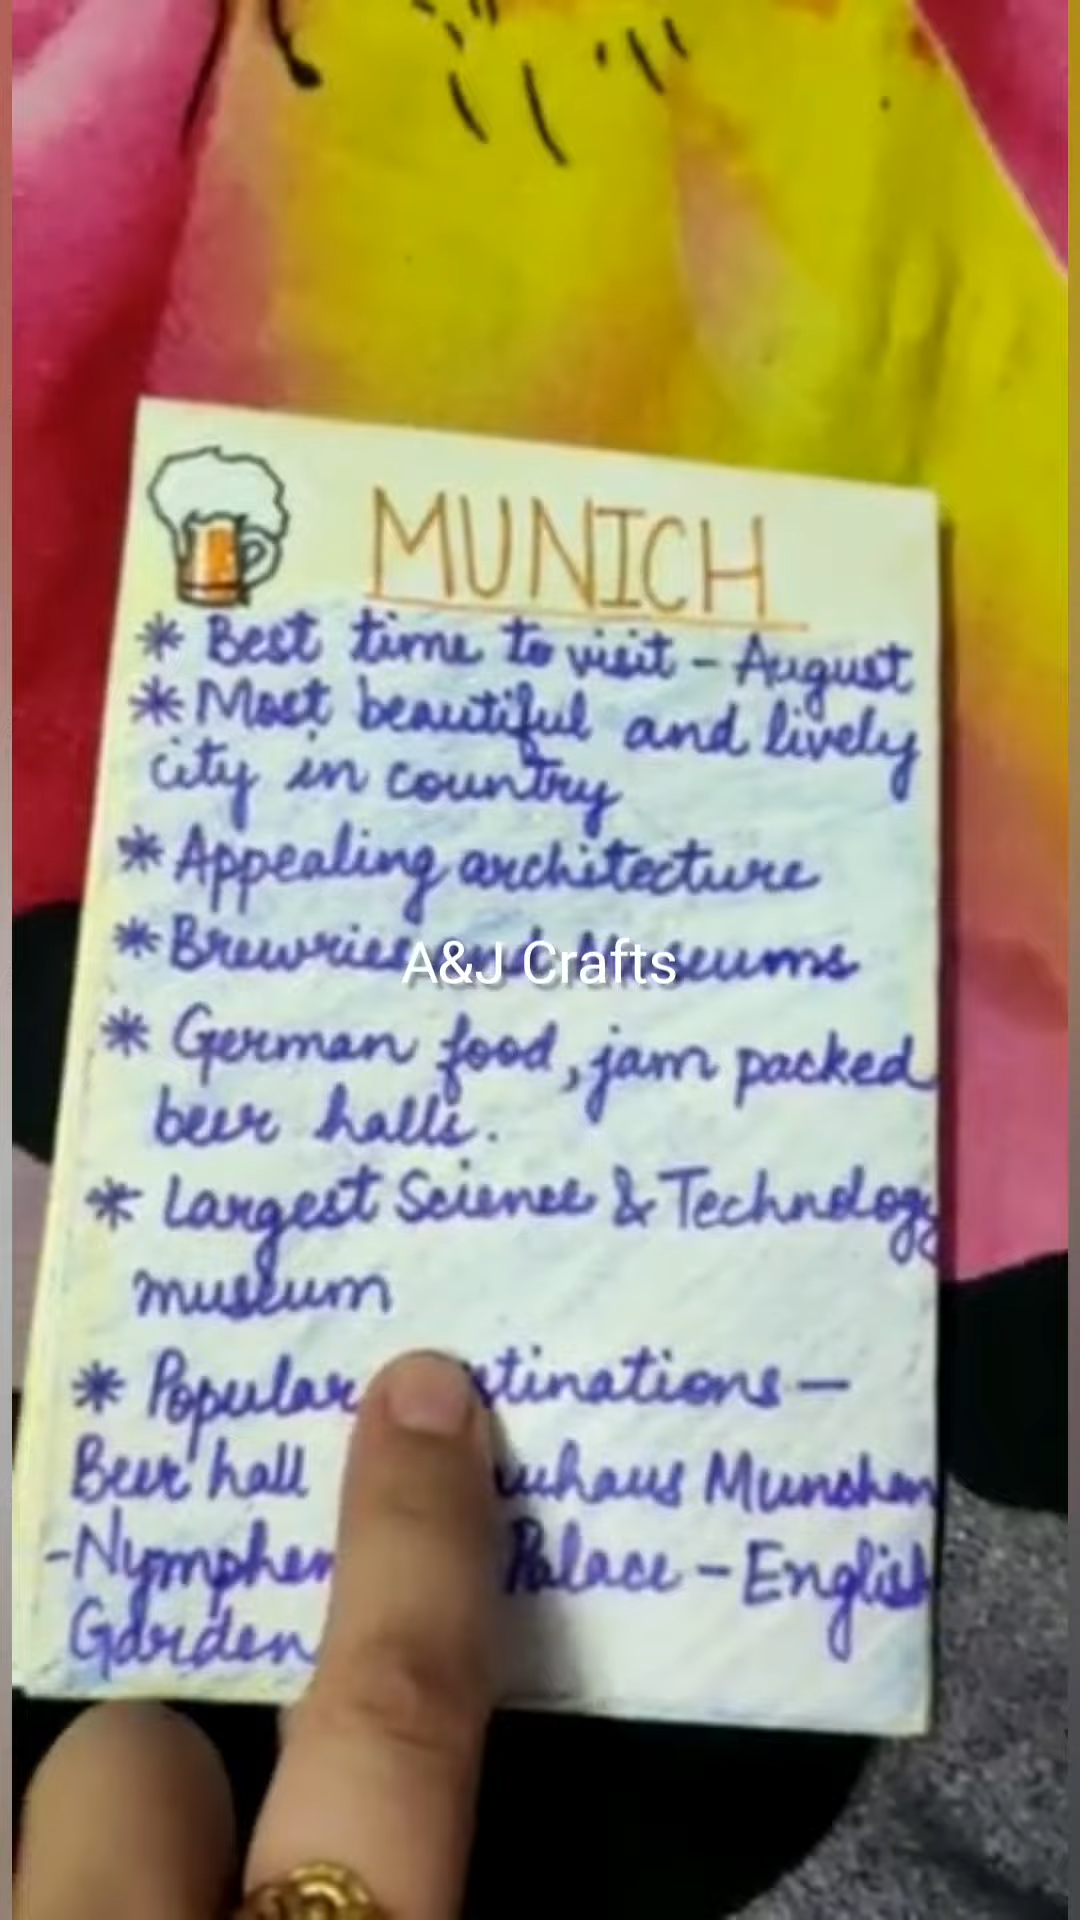 MUNICH
* Best time to visit - August
* Most beautiful and lively
city in country
* Appealing architecture
* Brewries
A&J Crafts
* German food, jam packed
beer halls.
* Largest Science & Technology
museum
* Popular
Beer hall Munchen
- Palace - English
Garden